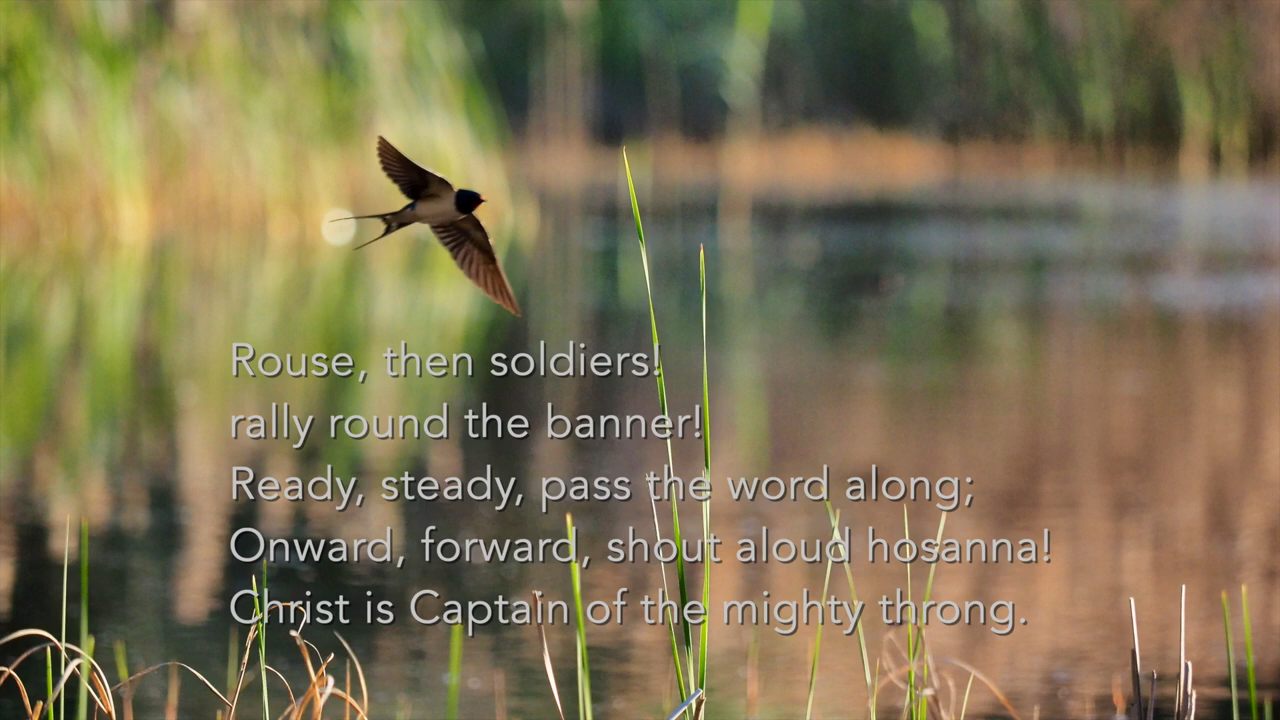 Rouse, then soldiers!
rally round the banner!
Ready, steady, pass the word along;
Onward, forward, shout aloud hosanna!
Christ is Captain of the mighty throng.